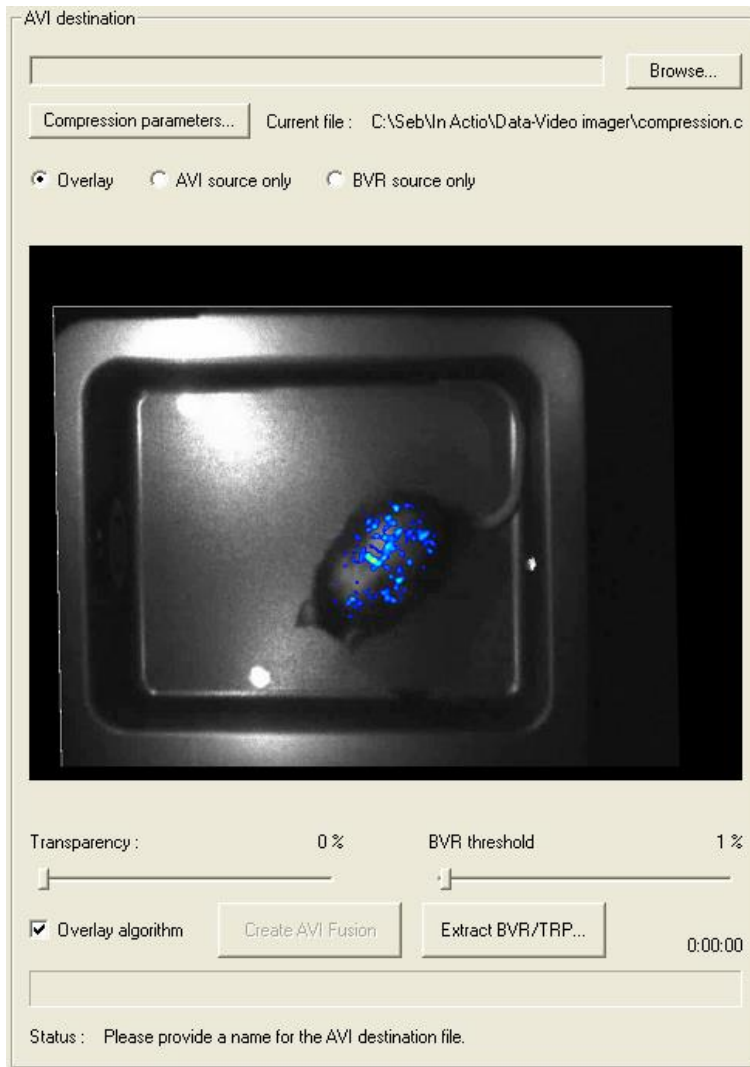 AVI destination
Browse...
Compression parameters... Current file : C:\Seb\In Actio\Data-Video imager\compression.c
Overlay AVI source only BVR source only
Transparency : 0 % BVR threshold 1 %
Overlay algorithm Create AVI Fusion Extract BVR/TRP... 0:00:00
Status : Please provide a name for the AVI destination file.